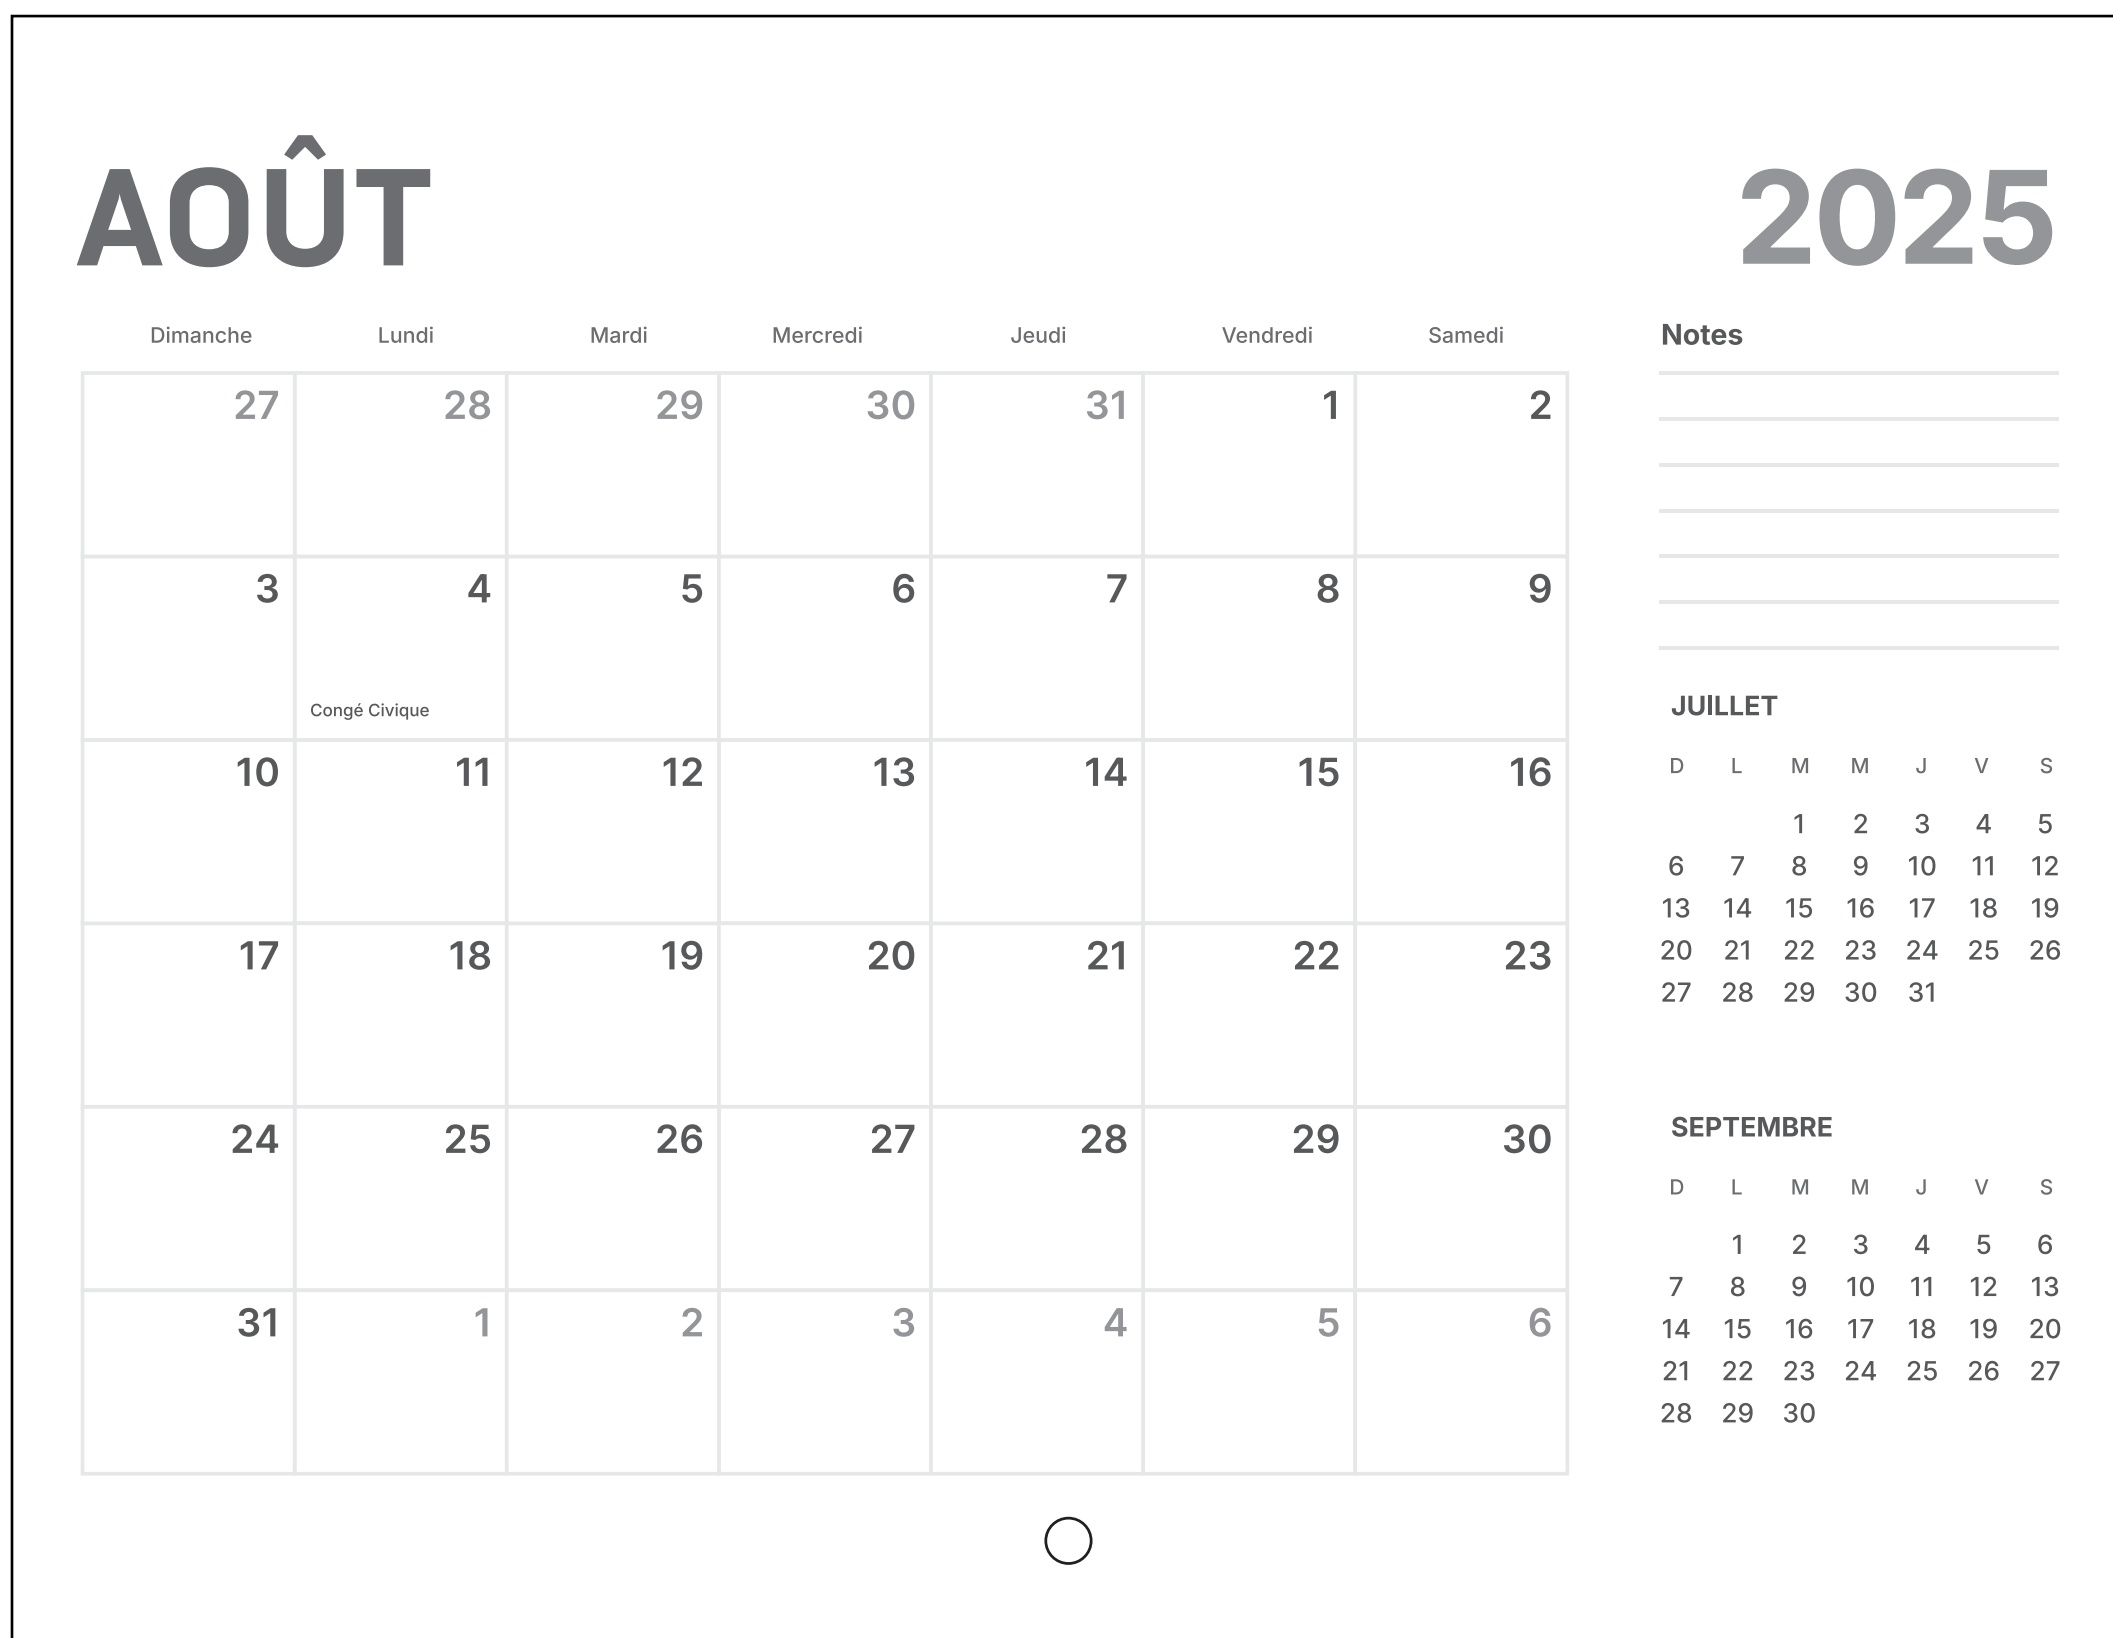 AOÛT 2025
Dimanche Lundi Mardi Mercredi Jeudi Vendredi Samedi
27 28 29 30 31 1 2
3 4 5 6 7 8 9
Congé Civique
10 11 12 13 14 15 16
17 18 19 20 21 22 23
24 25 26 27 28 29 30
31 1 2 3 4 5 6
Notes
JUILLET
D L M M J V S
1 2 3 4 5
6 7 8 9 10 11 12
13 14 15 16 17 18 19
20 21 22 23 24 25 26
27 28 29 30 31
SEPTEMBRE
D L M M J V S
1 2 3 4 5 6
7 8 9 10 11 12 13
14 15 16 17 18 19 20
21 22 23 24 25 26 27
28 29 30